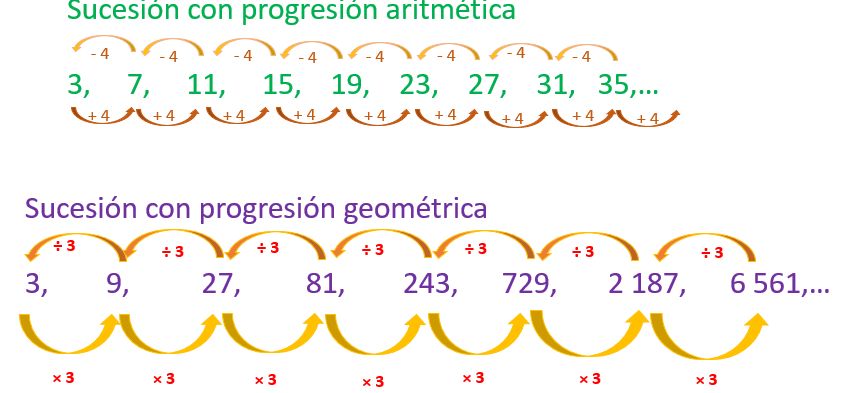 Sucesión con progresión aritmética
- 4 - 4 - 4 - 4 - 4 - 4 - 4 - 4
3, 7, 11, 15, 19, 23, 27, 31, 35,...
+ 4 + 4 + 4 + 4 + 4 + 4 + 4 + 4 + 4
Sucesión con progresión geométrica
÷ 3 ÷ 3 ÷ 3 ÷ 3 ÷ 3 ÷ 3 ÷ 3
3, 9, 27, 81, 243, 729, 2 187, 6 561,...
× 3 × 3 × 3 × 3 × 3 × 3 × 3